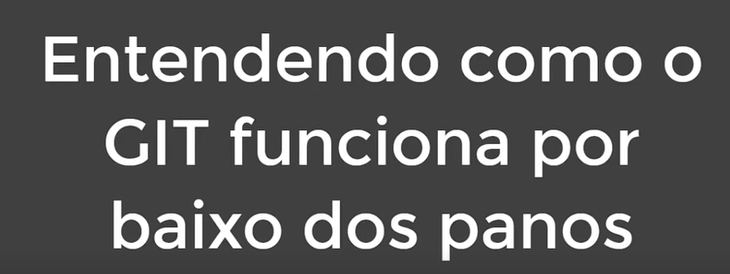 Entendendo como o
GIT funciona por
baixo dos panos